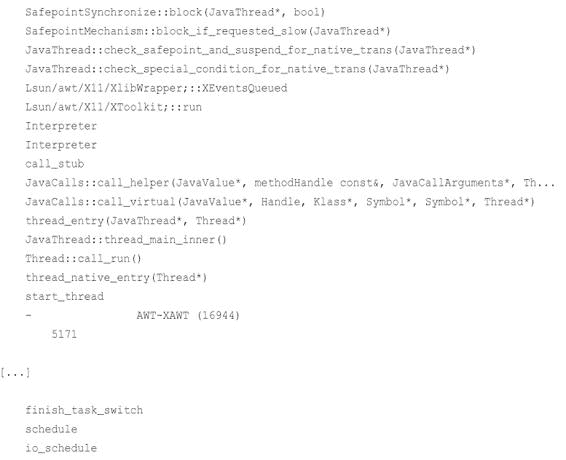 SafepointSynchronize::block(JavaThread*, bool)
SafepointMechanism::block_if_requested_slow(JavaThread*)
JavaThread::check_safepoint_and_suspend_for_native_trans(JavaThread*)
JavaThread::check_special_condition_for_native_trans(JavaThread*)
Lsun/awt/X11/XlibWrapper;::XEventsQueued
Lsun/awt/X11/XToolkit;::run
Interpreter
Interpreter
call_stub
JavaCalls::call_helper(JavaValue*, methodHandle const&, JavaCallArguments*, Th...
JavaCalls::call_virtual(JavaValue*, Handle, Klass*, Symbol*, Symbol*, Thread*)
thread_entry(JavaThread*, Thread*)
JavaThread::thread_main_inner()
Thread::call_run()
thread_native_entry(Thread*)
start_thread
- AWT-XAWT (16944)
5171
[...]
finish_task_switch
schedule
io_schedule